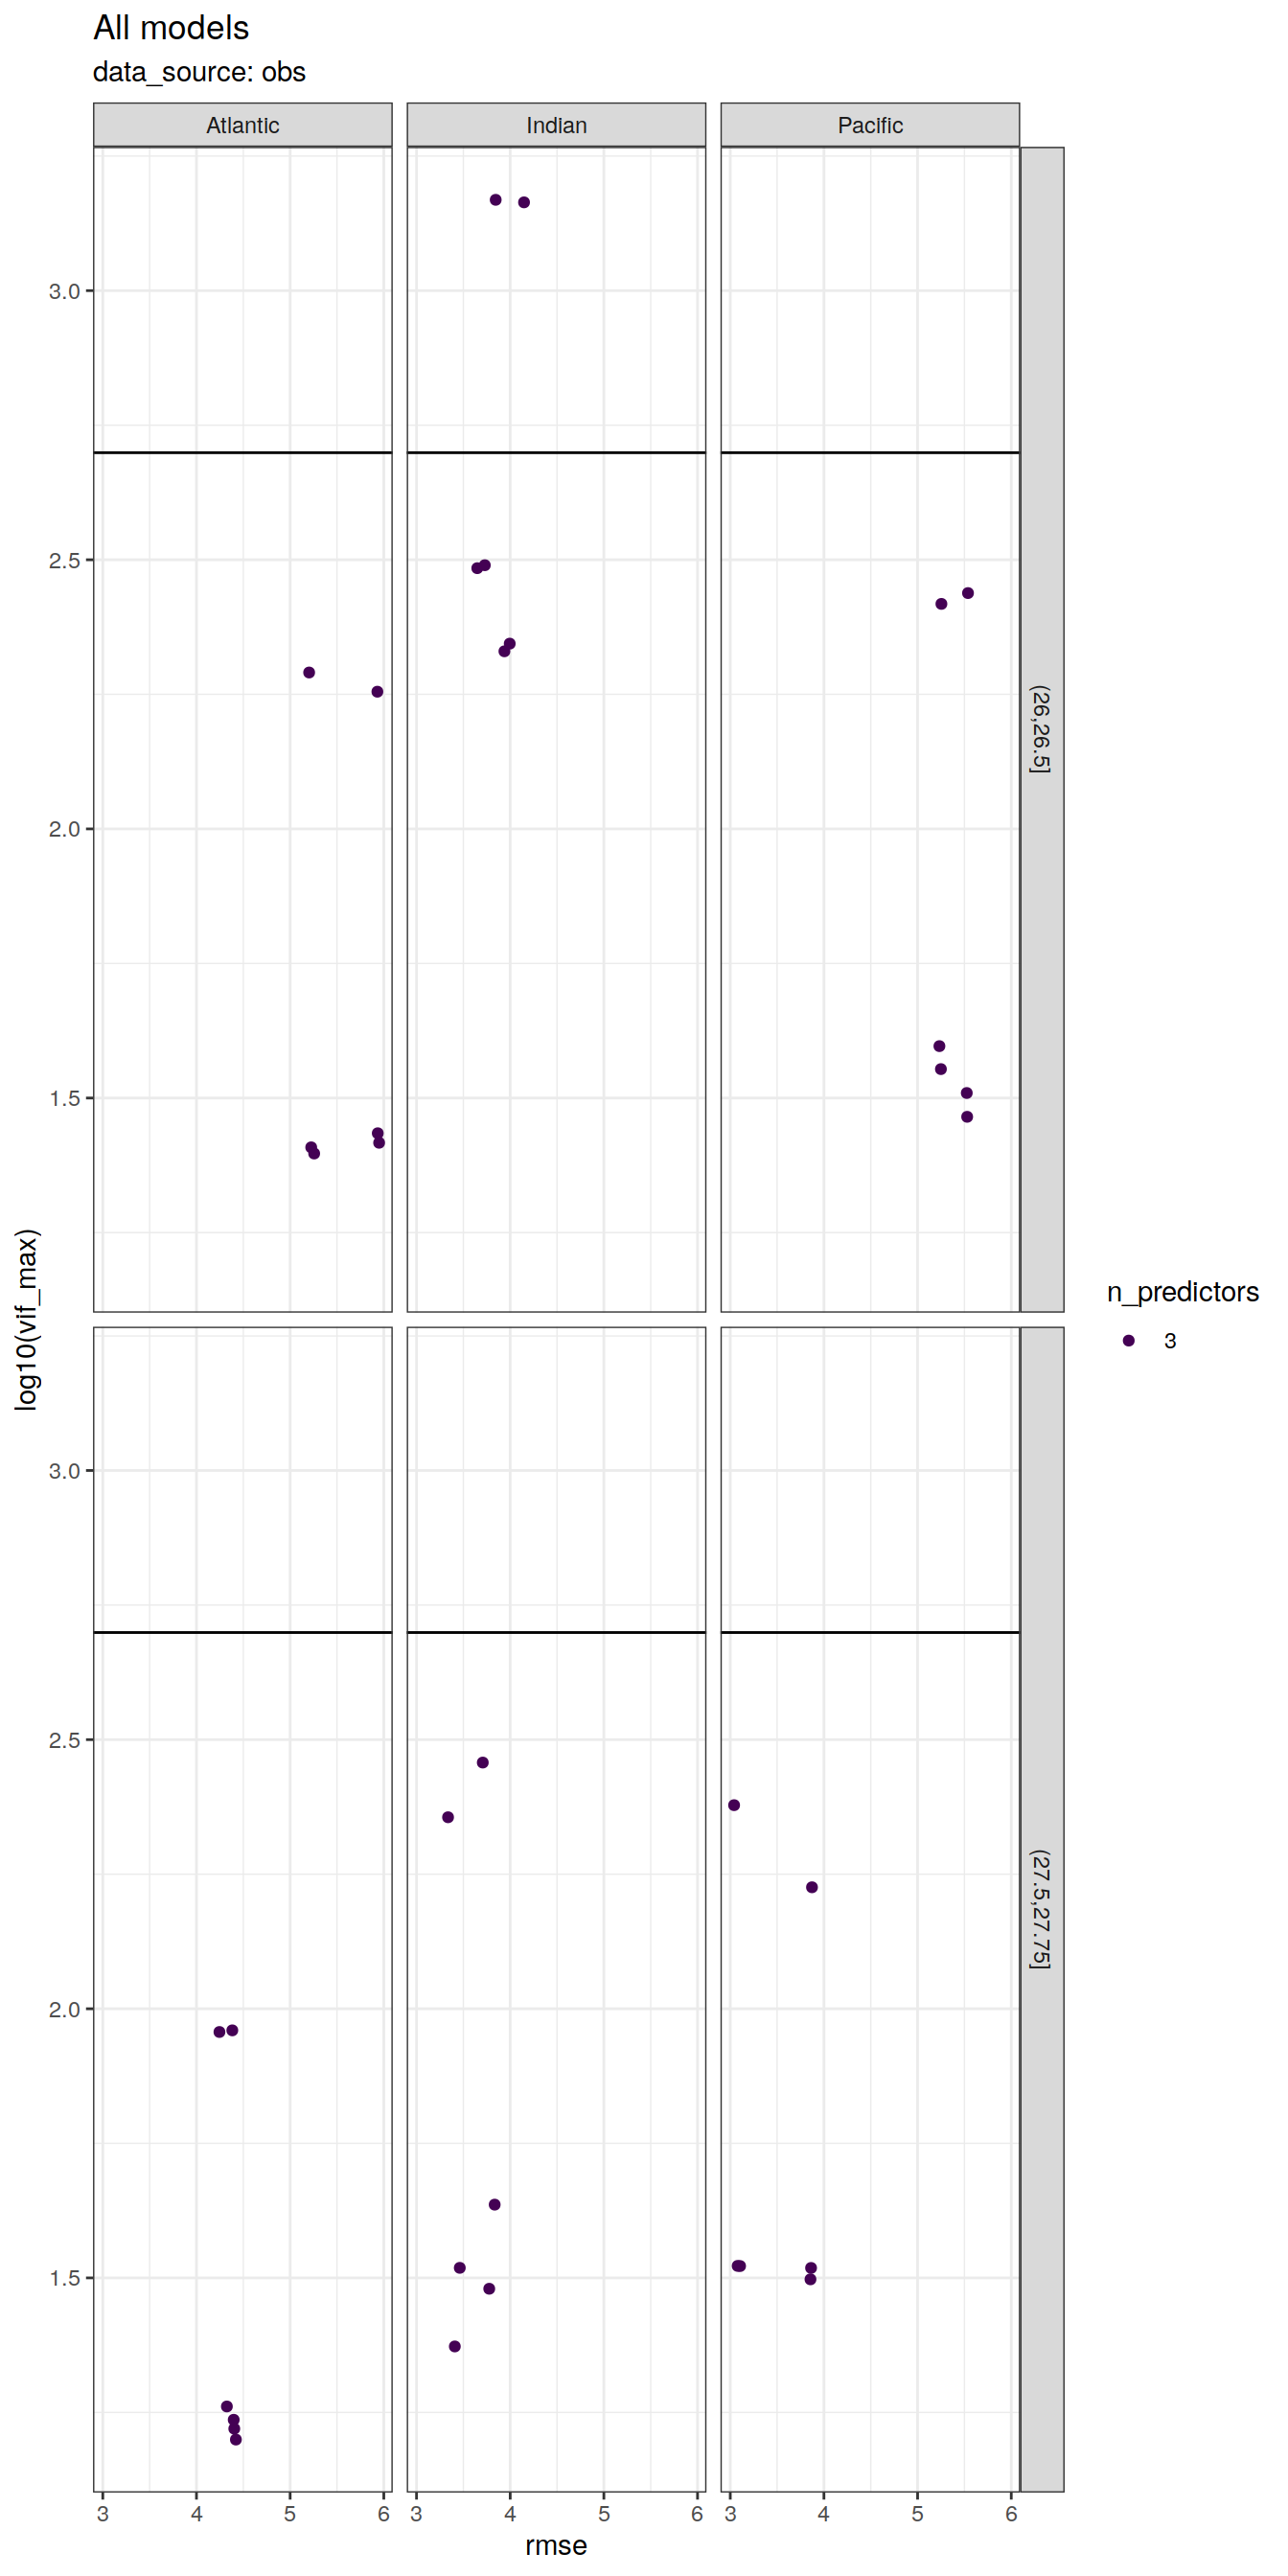 All models
data_source: obs
Atlantic
Indian
Pacific
3.0
2.5
2.0
1.5
(26,26.5]
3.0
2.5
2.0
1.5
(27.5,27.75]
log10(vif_max)
3 4 5 6
3 4 5 6
3 4 5 6
rmse
n_predictors
3